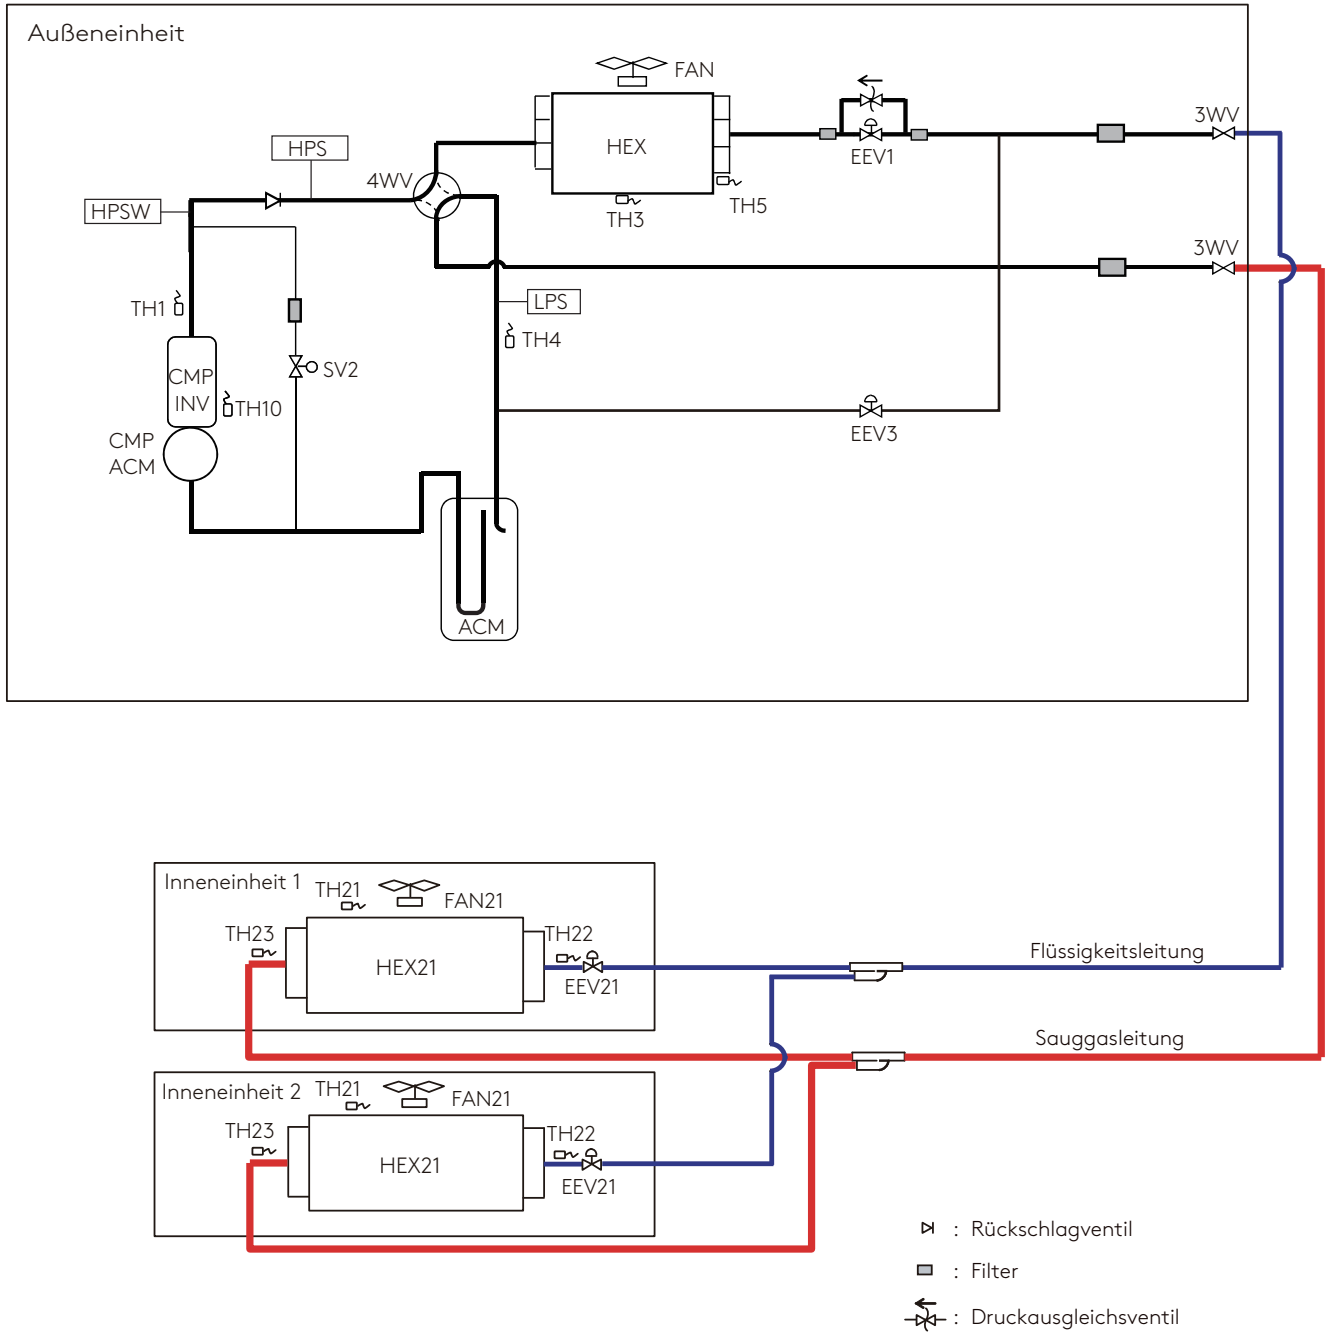 Außeneinheit
FAN
3WV
HPS
HEX
EEV1
4WV
HPSW
TH5
TH3
3WV
TH1
LPS
TH4
SV2
CMP
INV
TH10
EEV3
CMP
ACM
ACM
Inneneinheit 1
TH21
FAN21
TH23
TH22
HEX21
EEV21
Flüssigkeitsleitung
Sauggasleitung
Inneneinheit 2
TH21
FAN21
TH23
TH22
HEX21
EEV21
: Rückschlagventil
: Filter
: Druckausgleichsventil